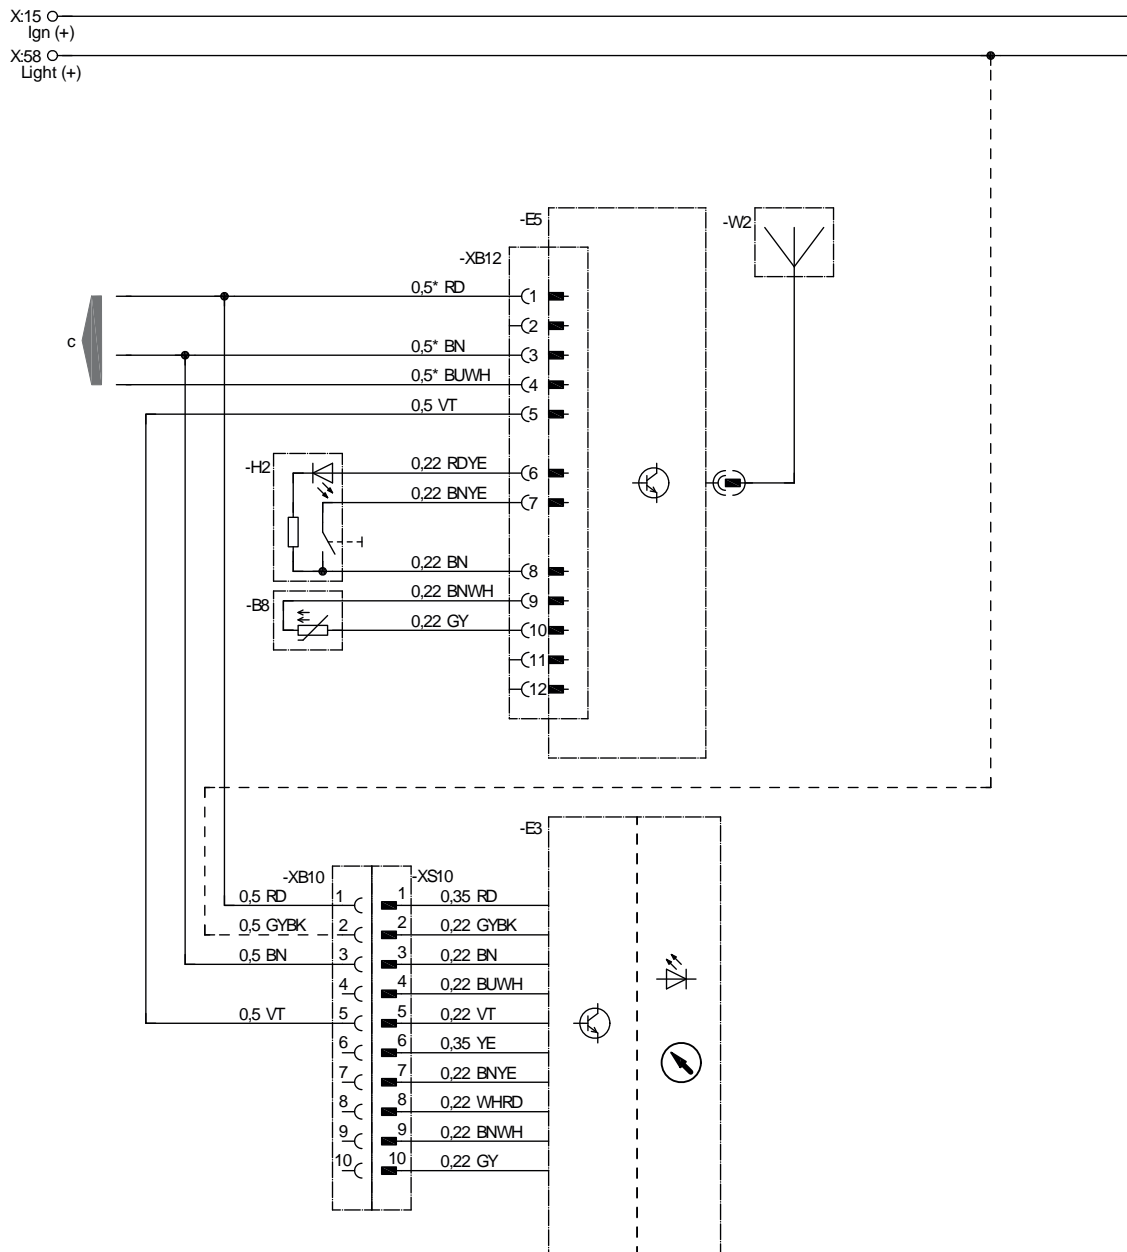 X:15
Ign (+)
X:58
Light (+)
-E5
-W2
-XB12
0,5* RD
1
2
c
0,5* BN
3
0,5* BUWH
4
0,5 VT
5
-H2
0,22 RDYE
6
0,22 BNYE
7
0,22 BN
8
-B8
0,22 BNWH
9
0,22 GY
10
11
12
-E3
-XB10
-XS10
0,5 RD
1
1
0,35 RD
0,5 GYBK
2
2
0,22 GYBK
0,5 BN
3
3
0,22 BN
4
4
0,22 BUWH
0,5 VT
5
5
0,22 VT
6
6
0,35 YE
7
7
0,22 BNYE
8
8
0,22 WHRD
9
9
0,22 BNWH
10
10
0,22 GY